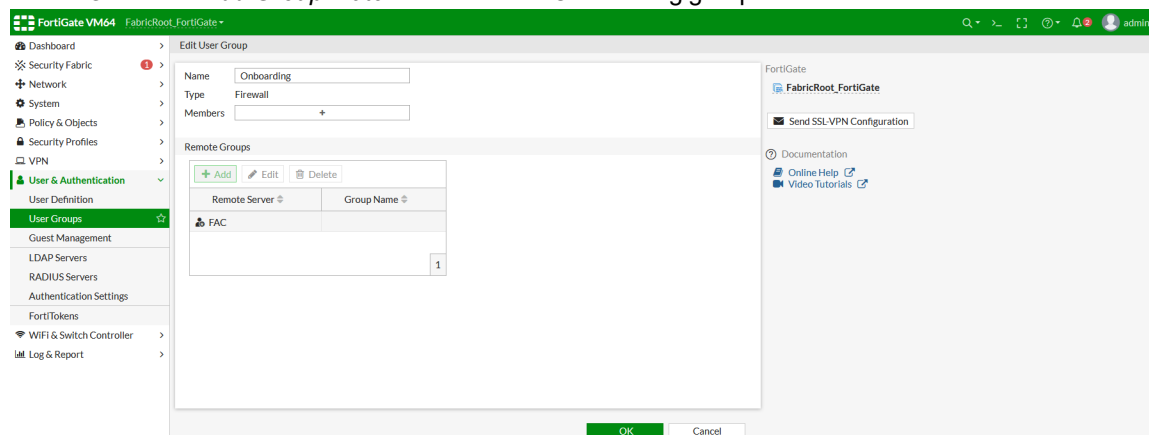 FortiGate VM64 FabricRoot_FortiGate
2 admin
Dashboard
Security Fabric 1
Network
System
Policy & Objects
Security Profiles
VPN
User & Authentication
User Definition
User Groups
Guest Management
LDAP Servers
RADIUS Servers
Authentication Settings
FortiTokens
WiFi & Switch Controller
Log & Report
Edit User Group
Name Onboarding
Type Firewall
Members +
Remote Groups
+ Add Edit Delete
Remote Server Group Name
FAC
1
OK Cancel
FortiGate
FabricRoot_FortiGate
Send SSL-VPN Configuration
Documentation
Online Help
Video Tutorials